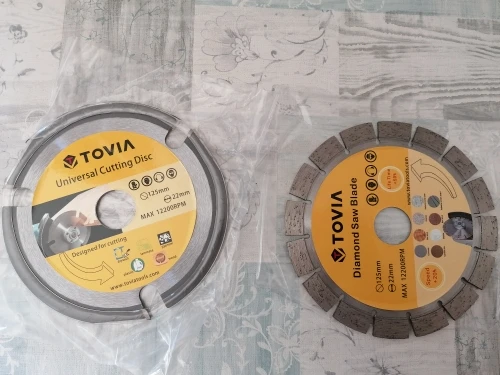 TOVIA
Universal Cutting Disc
125mm
22mm
MAX 12200RPM
Designed for cutting
www.toviatools.com
TOVIA
Diamond Saw Blade
125mm
22mm
MAX 12200RPM
Speed